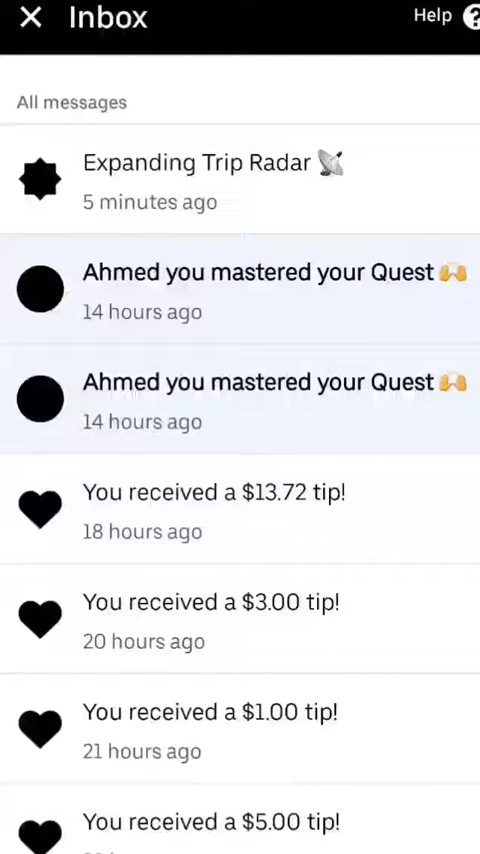 Inbox
Help
All messages
Expanding Trip Radar
5 minutes ago
Ahmed you mastered your Quest
14 hours ago
Ahmed you mastered your Quest
14 hours ago
You received a $13.72 tip!
18 hours ago
You received a $3.00 tip!
20 hours ago
You received a $1.00 tip!
21 hours ago
You received a $5.00 tip!